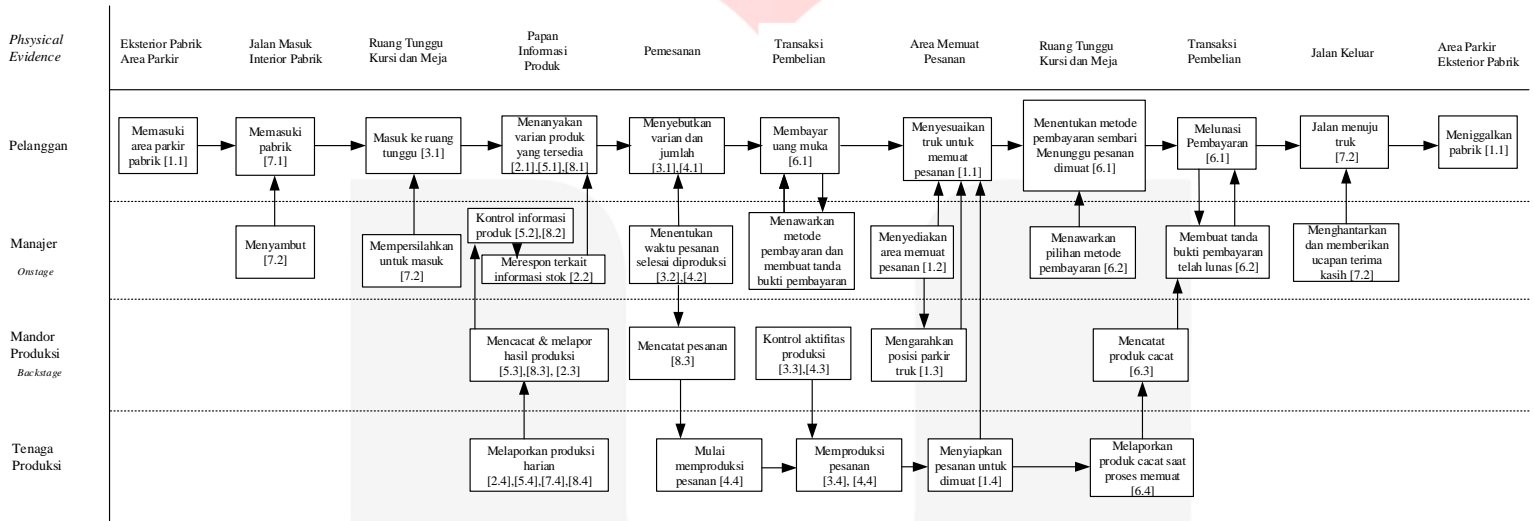 Phsysical
Evidence
Eksterior Pabrik
Area Parkir
Jalan Masuk
Interior Pabrik
Ruang Tunggu
Kursi dan Meja
Papan
Informasi
Produk
Pemesanan
Transaksi
Pembelian
Area Memuat
Pesanan
Ruang Tunggu
Kursi dan Meja
Transaksi
Pembelian
Jalan Keluar
Area Parkir
Eksterior Pabrik
Pelanggan
Memasuki
area parkir
pabrik [1.1]
Memasuki
pabrik
[7.1]
Masuk ke ruang
tunggu [3.1]
Menanyakan
varian produk
yang tersedia
[2.1],[5.1],[8.1]
Menyebutkan
varian dan
jumlah
[3.1],[4.1]
Membayar
uang muka
[6.1]
Menyesuaikan
truk untuk
memuat
pesanan [1.1]
Menentukan metode
pembayaran sembari
Menunggu pesanan
dimuat [6.1]
Melunasi
Pembayaran
[6.1]
Jalan menuju
truk
[7.2]
Meniggalkan
pabrik [1.1]
Manajer
Onstage
Menyambut
[7.2]
Mempersilahkan
untuk masuk
[7.2]
Kontrol informasi
produk [5.2],[8.2]
Merespon terkait
informasi stok [2.2]
Menentukan
waktu pesanan
selesai diproduksi
[3.2],[4.2]
Menawarkan
metode
pembayaran dan
membuat tanda
bukti pembayaran
Menyediakan
area memuat
pesanan [1.2]
Menawarkan
pilihan metode
pembayaran [6.2]
Membuat tanda
bukti pembayaran
telah lunas [6.2]
Menghantarkan
dan memberikan
ucapan terima
kasih [7.2]
Mandor
Produksi
Backstage
Mencacat & melapor
hasil produksi
[5.3],[8.3], [2.3]
Mencatat pesanan
[8.3]
Kontrol aktifitas
produksi
[3.3],[4.3]
Mengarahkan
posisi parkir
truk [1.3]
Mencatat
produk cacat
[6.3]
Tenaga
Produksi
Melaporkan produksi
harian
[2.4],[5.4],[7.4],[8.4]
Mulai
memproduksi
pesanan [4.4]
Memproduksi
pesanan
[3.4], [4,4]
Menyiapkan
pesanan untuk
dimuat [1.4]
Melaporkan
produk cacat saat
proses memuat
[6.4]